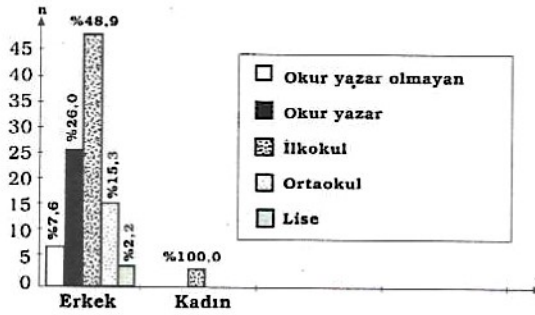 n
%48,9
45
40
35
30
25
20
15
10
5
0
%7,6
%26,0
%15,3
%2,2
%100,0
Erkek
Kadın
Okur yazar olmayan
Okur yazar
İlkokul
Ortaokul
Lise